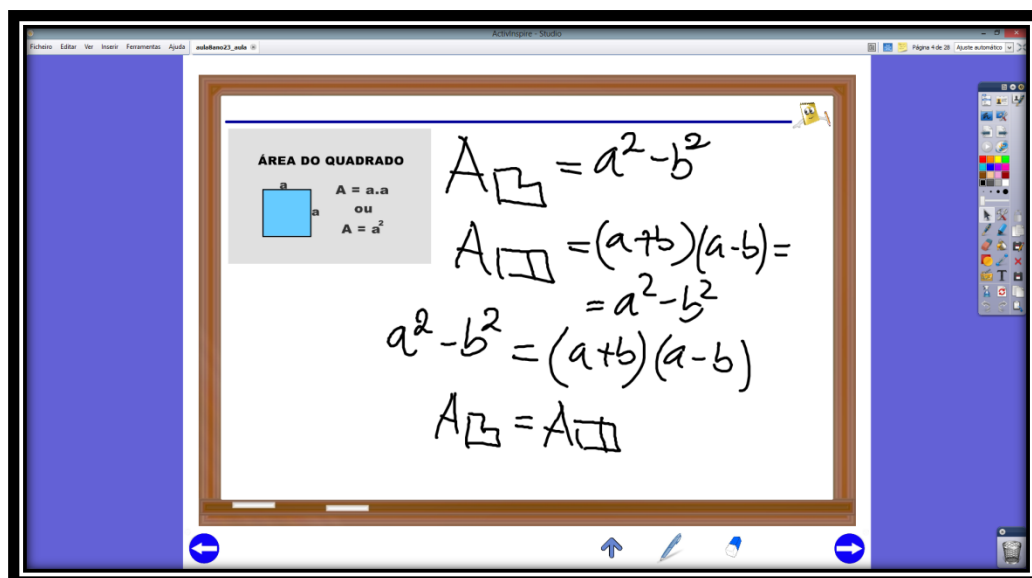 ActivInspire - Studio
Ficheiro Editar Ver Inserir Ferramentas Ajuda aula8ano23_aula
Página 4 de 28 Ajuste automático
ÁREA DO QUADRADO
a
a
A = a.a
ou
A = a²
A = a² - b²
A = (a+b)(a-b) =
= a² - b²
a² - b² = (a+b)(a-b)
A = A
T